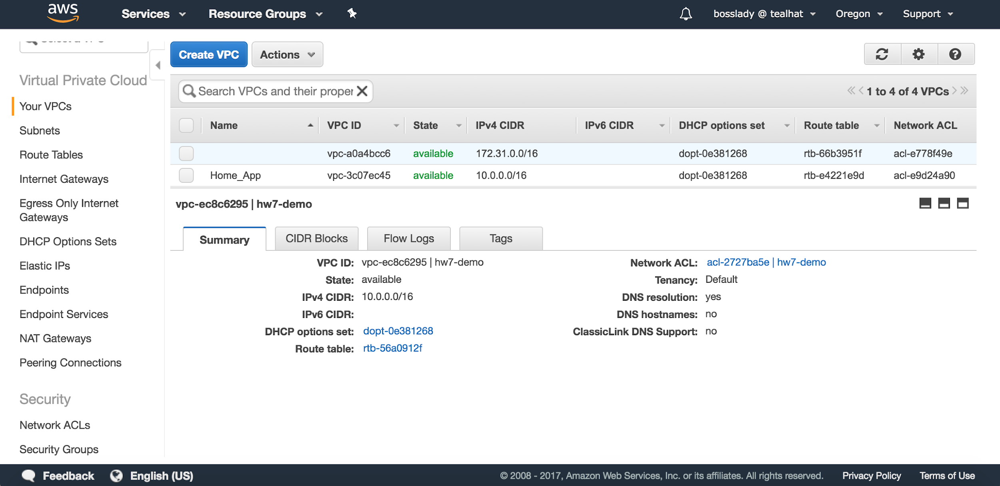 aws Services Resource Groups bosslady @ tealhat Oregon Support
Create VPC Actions
Virtual Private Cloud
Your VPCs
Subnets
Route Tables
Internet Gateways
Egress Only Internet
Gateways
DHCP Options Sets
Elastic IPs
Endpoints
Endpoint Services
NAT Gateways
Peering Connections
Security
Network ACLs
Security Groups
Search VPCs and their proper
1 to 4 of 4 VPCs
Name VPC ID State IPv4 CIDR IPv6 CIDR DHCP options set Route table Network ACL
vpc-a0a4bcc6 available 172.31.0.0/16 dopt-0e381268 rtb-66b3951f acl-e778f49e
Home_App vpc-3c07ec45 available 10.0.0.0/16 dopt-0e381268 rtb-e4221e9d acl-e9d24a90
vpc-ec8c6295 | hw7-demo
Summary CIDR Blocks Flow Logs Tags
VPC ID: vpc-ec8c6295 | hw7-demo
State: available
IPv4 CIDR: 10.0.0.0/16
IPv6 CIDR:
DHCP options set: dopt-0e381268
Route table: rtb-56a0912f
Network ACL: acl-2727ba5e | hw7-demo
Tenancy: Default
DNS resolution: yes
DNS hostnames: no
ClassicLink DNS Support: no
Feedback English (US) © 2008 - 2017, Amazon Web Services, Inc. or its affiliates. All rights reserved. Privacy Policy Terms of Use